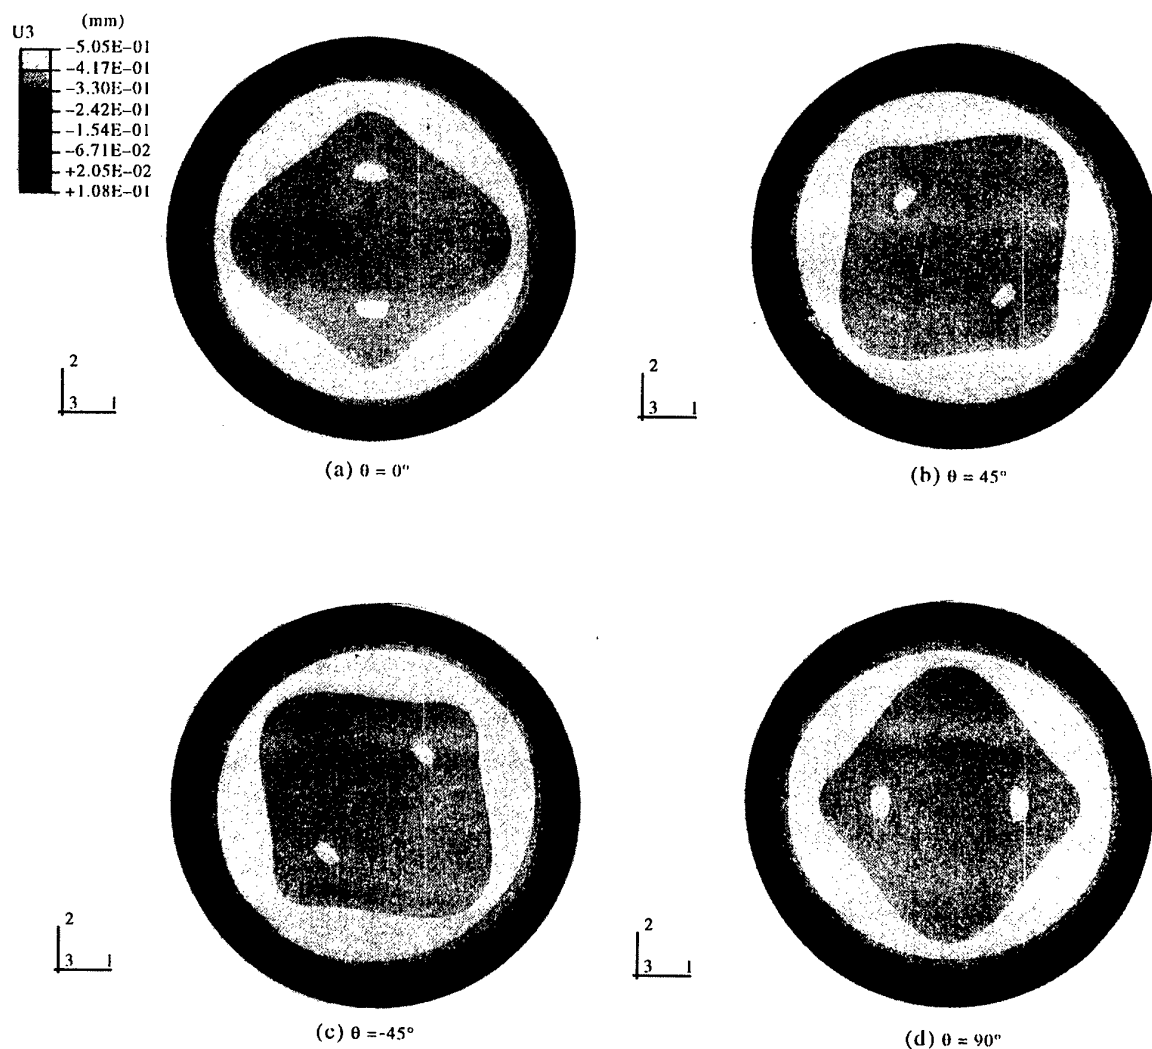 (mm)
U3
−5.05E−01
−4.17E−01
−3.30E−01
−2.42E−01
−1.54E−01
−6.71E−02
+2.05E−02
+1.08E−01
2
3 1
2
3 1
(a) θ = 0°
(b) θ = 45°
2
3 1
2
3 1
(c) θ =-45°
(d) θ = 90°